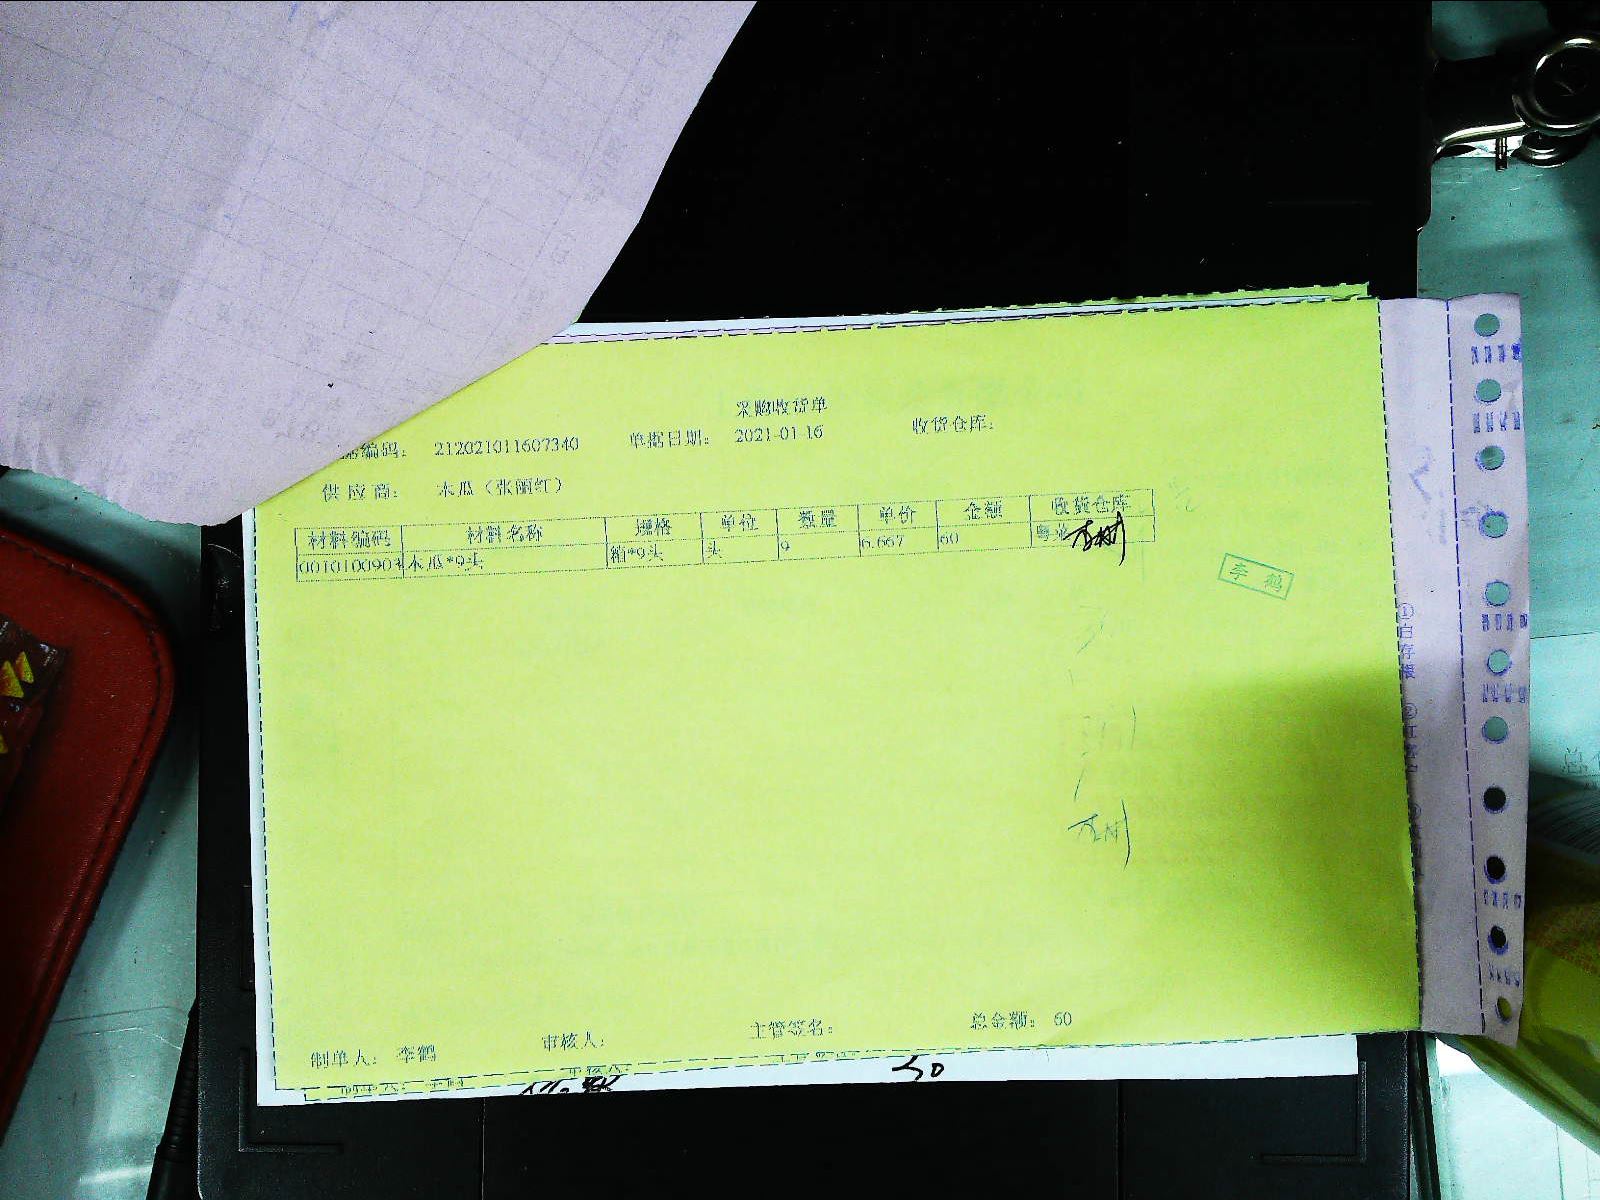 采购收货单
编码： 212021011607340 单据日期： 2021-01-16 收货仓库：
供应商： 木瓜（张丽红）
材料编码 材料名称 规格 单位 数量 单价 金额 收货仓库
0010100903 木瓜*9头 箱*9头 头 9 6.667 60
李鹤
①白存根
制单人： 李鹤 审核人： 主管签名： 总金额： 60